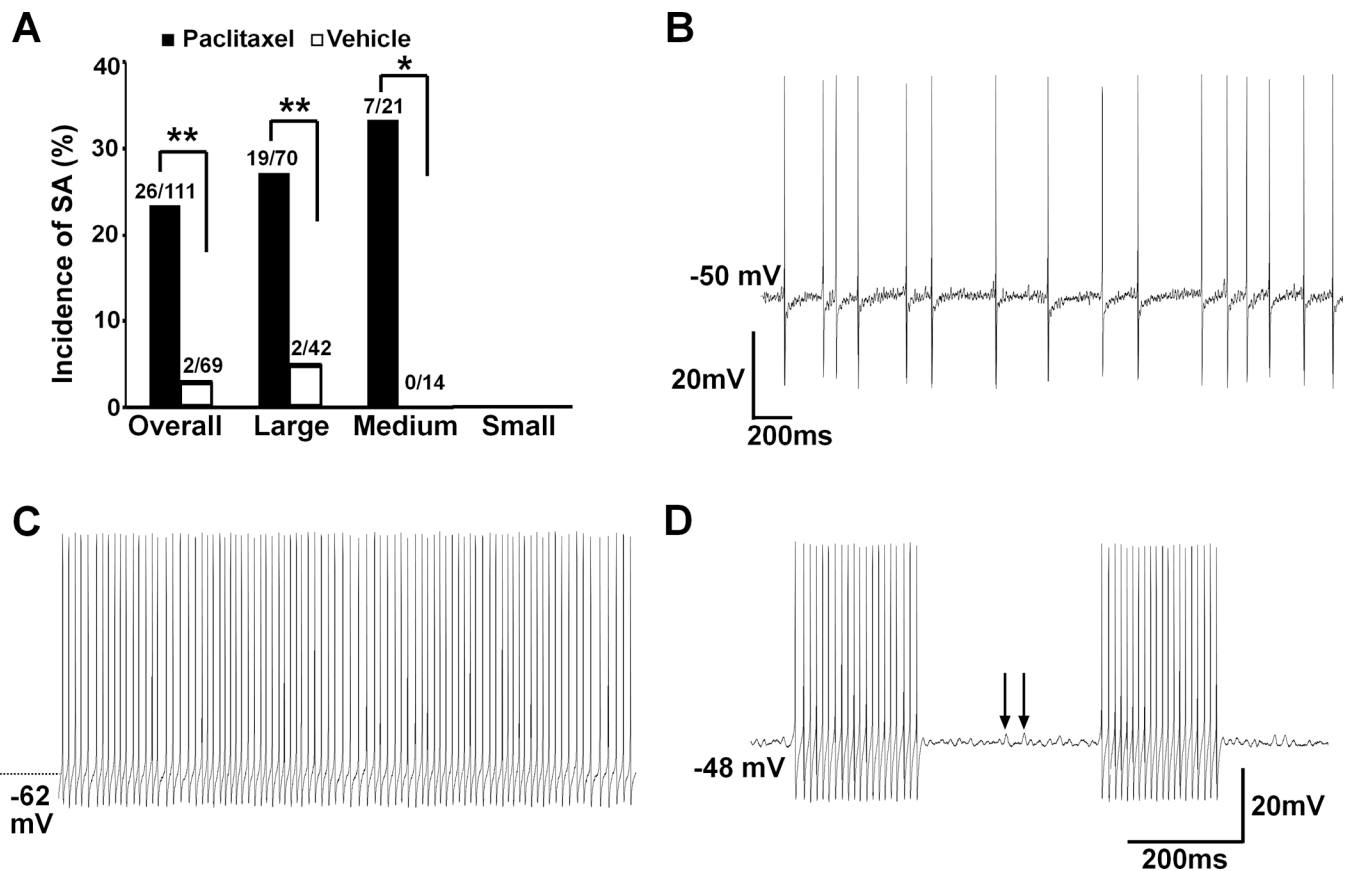 A
■ Paclitaxel □ Vehicle
Incidence of SA (%)
40
30
20
10
0
**
26/111
2/69
**
19/70
2/42
*
7/21
0/14
Overall Large Medium Small
B
-50 mV
20mV
200ms
C
-62
mV
D
-48 mV
20mV
200ms